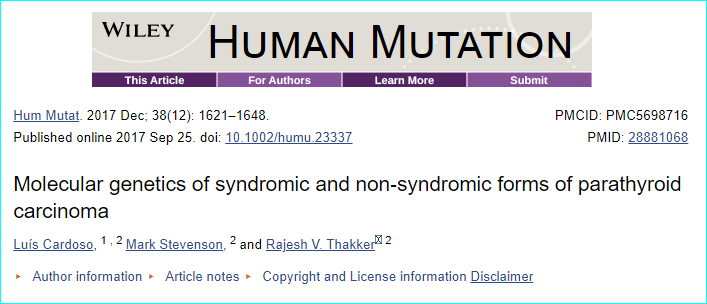 WILEY HUMAN MUTATION
This Article For Authors Learn More Submit
Hum Mutat. 2017 Dec; 38(12): 1621–1648. PMCID: PMC5698716
Published online 2017 Sep 25. doi: 10.1002/humu.23337 PMID: 28881068
Molecular genetics of syndromic and non-syndromic forms of parathyroid
carcinoma
Luís Cardoso, 1 , 2 Mark Stevenson, 2 and Rajesh V. Thakker 2
▸ Author information ▸ Article notes ▸ Copyright and License information Disclaimer